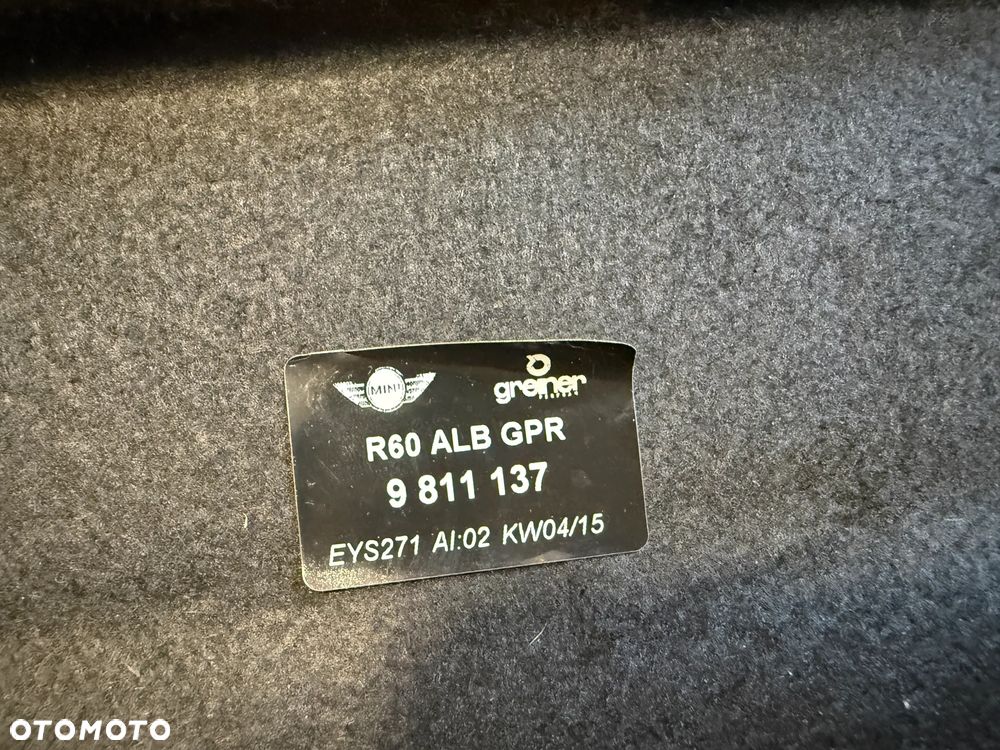 MINI
greiner
R60 ALB GPR
9 811 137
EYS271 AI:02 KW04/15
OTOMOTO